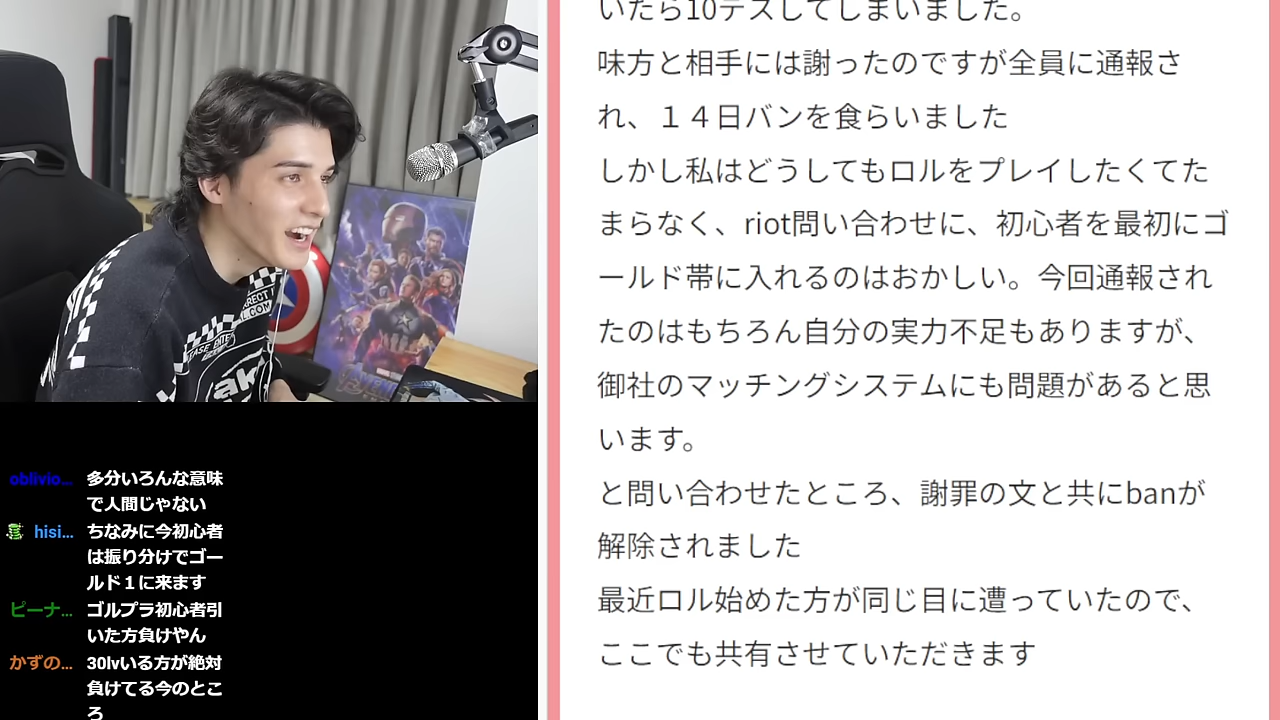 いたら10デスしてしまいました。
味方と相手には謝ったのですが全員に通報さ
れ、１４日バンを食らいました
しかし私はどうしてもロルをプレイしたくてた
まらなく、riot問い合わせに、初心者を最初にゴ
ールド帯に入れるのはおかしい。今回通報され
たのはもちろん自分の実力不足もありますが、
御社のマッチングシステムにも問題があると思
います。
と問い合わせたところ、謝罪の文と共にbanが
解除されました
最近ロル始めた方が同じ目に遭っていたので、
ここでも共有させていただきます
oblivio... 多分いろんな意味
で人間じゃない
hisi... ちなみに今初心者
は振り分けでゴー
ルド１に来ます
ピーナ... ゴルプラ初心者引
いた方負けやん
かずの... 30lvいる方が絶対
負けてる今のとこ
ろ